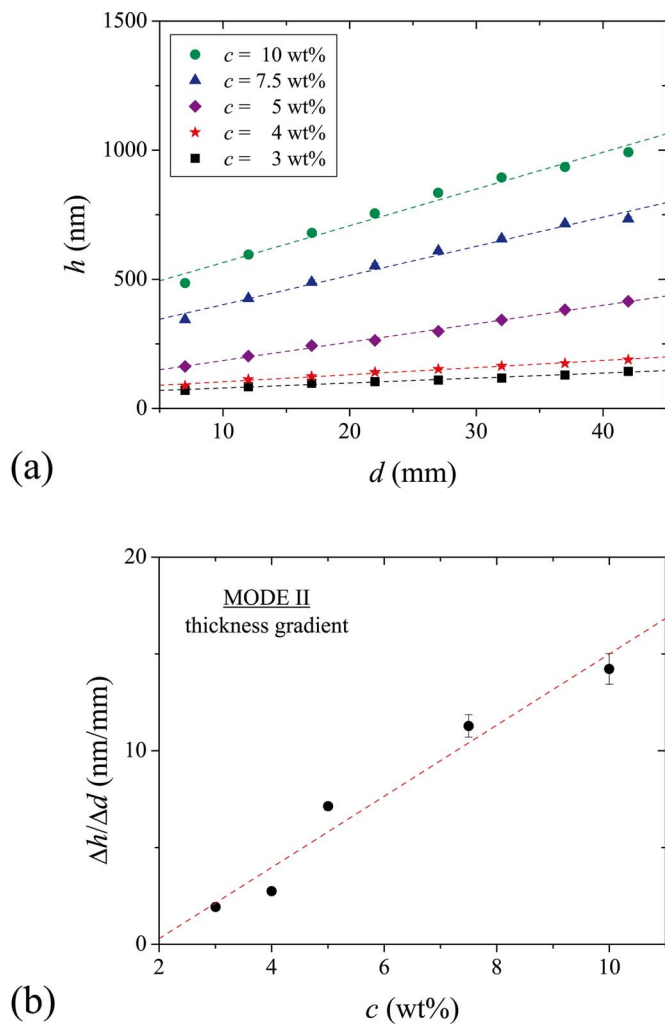 1500
1000
500
0
h (nm)
c = 10 wt%
c = 7.5 wt%
c = 5 wt%
c = 4 wt%
c = 3 wt%
10
20
30
40
d (mm)
(a)
20
10
0
Δh/Δd (nm/mm)
MODE II
thickness gradient
2
4
6
8
10
c (wt%)
(b)